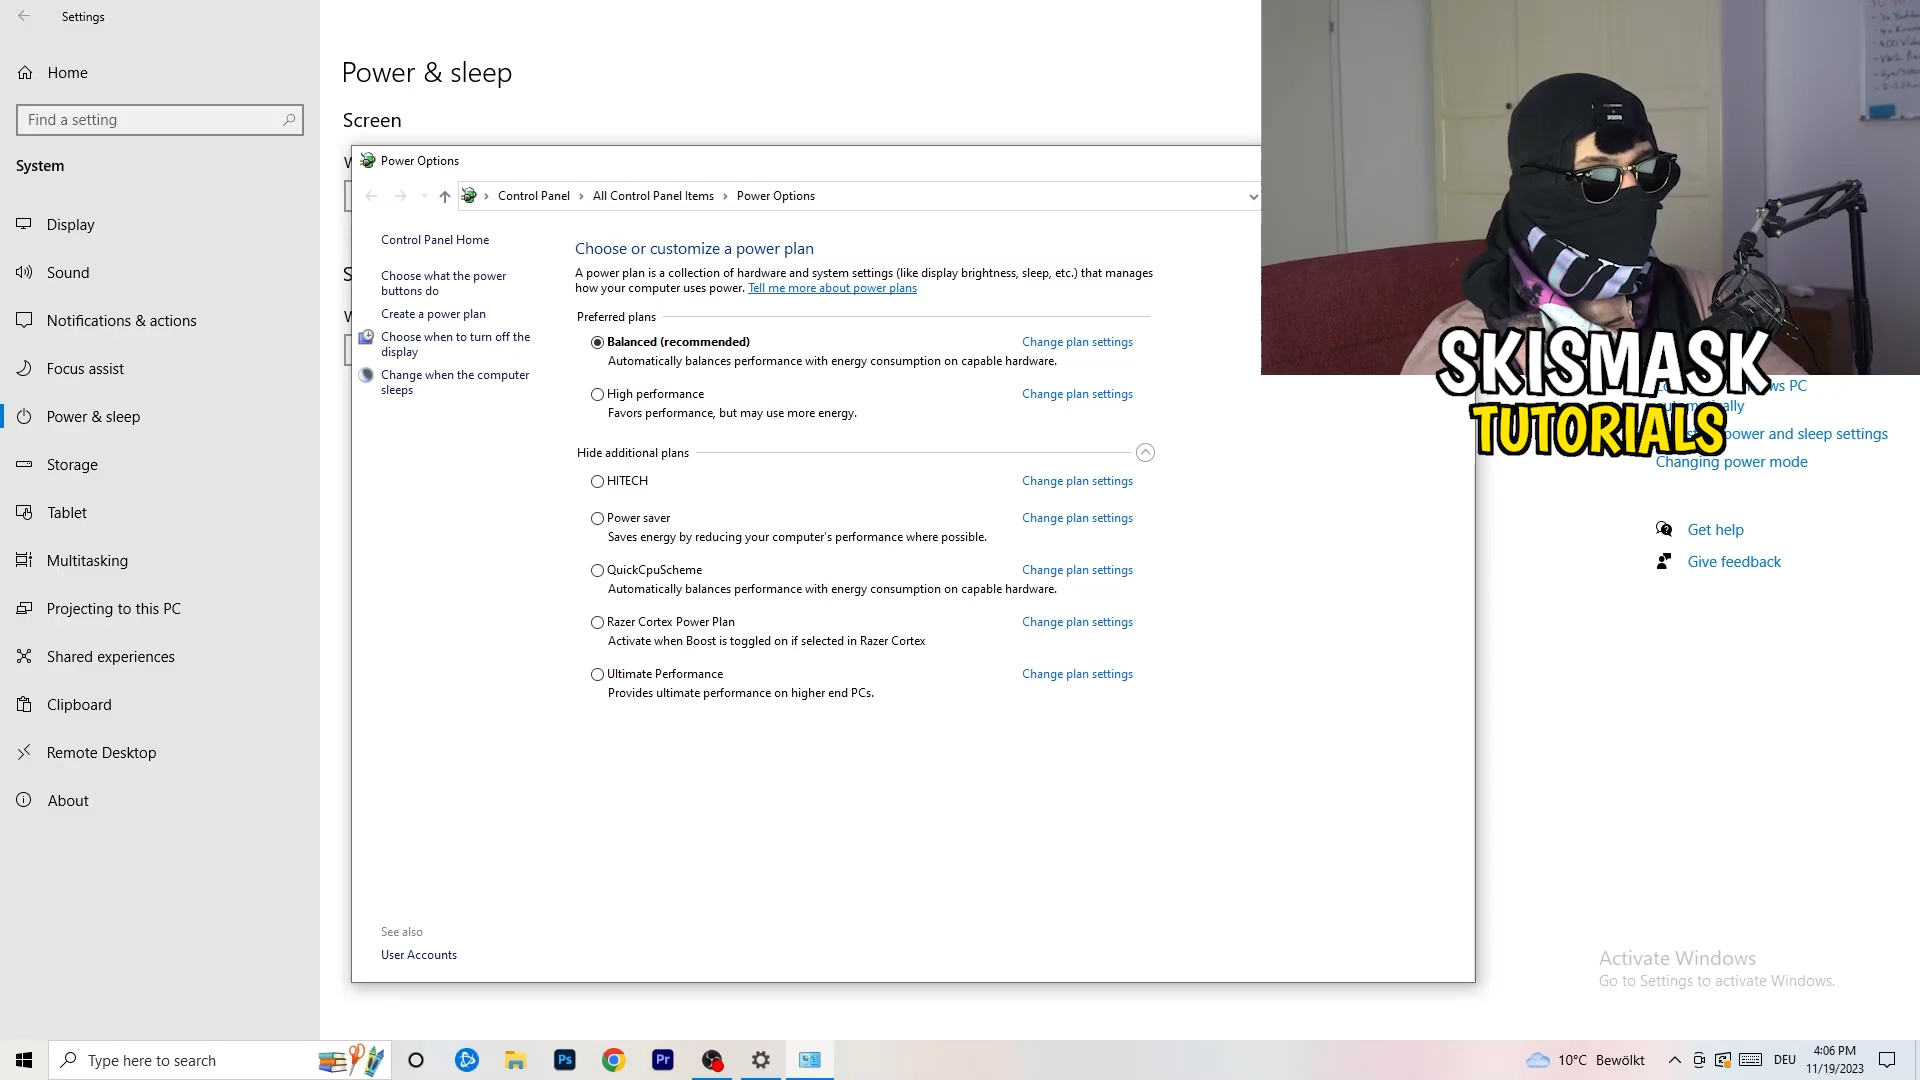 Settings
Home
Find a setting
System
Display
Sound
Notifications & actions
Focus assist
Power & sleep
Storage
Tablet
Multitasking
Projecting to this PC
Shared experiences
Clipboard
Remote Desktop
About
Power & sleep
Screen
Power Options
Control Panel
All Control Panel Items
Power Options
Control Panel Home
Choose what the power
buttons do
Create a power plan
Choose when to turn off the
display
Change when the computer
sleeps
See also
User Accounts
Choose or customize a power plan
A power plan is a collection of hardware and system settings (like display brightness, sleep, etc.) that manages
how your computer uses power. Tell me more about power plans
Preferred plans
Balanced (recommended) Change plan settings
Automatically balances performance with energy consumption on capable hardware.
High performance Change plan settings
Favors performance, but may use more energy.
Hide additional plans
HITECH Change plan settings
Power saver Change plan settings
Saves energy by reducing your computer's performance where possible.
QuickCpuScheme Change plan settings
Automatically balances performance with energy consumption on capable hardware.
Razer Cortex Power Plan Change plan settings
Activate when Boost is toggled on if selected in Razer Cortex
Ultimate Performance Change plan settings
Provides ultimate performance on higher end PCs.
SKISMASK
TUTORIALS
PC
power and sleep settings
Changing power mode
Get help
Give feedback
Activate Windows
Go to Settings to activate Windows.
Type here to search
Ps
Pr
10°C Bewölkt
DEU
4:06 PM
11/19/2023